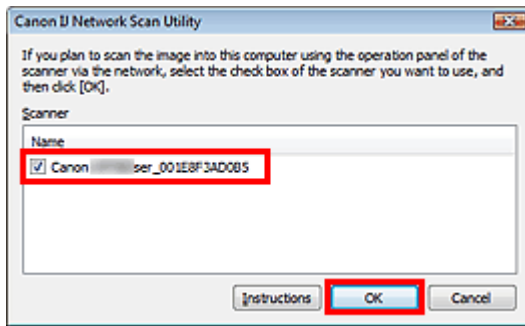 Canon IJ Network Scan Utility
If you plan to scan the image into this computer using the operation panel of the
scanner via the network, select the check box of the scanner you want to use, and
then click [OK].
Scanner
Name
Canon ser_001E8F3AD0B5
Instructions OK Cancel